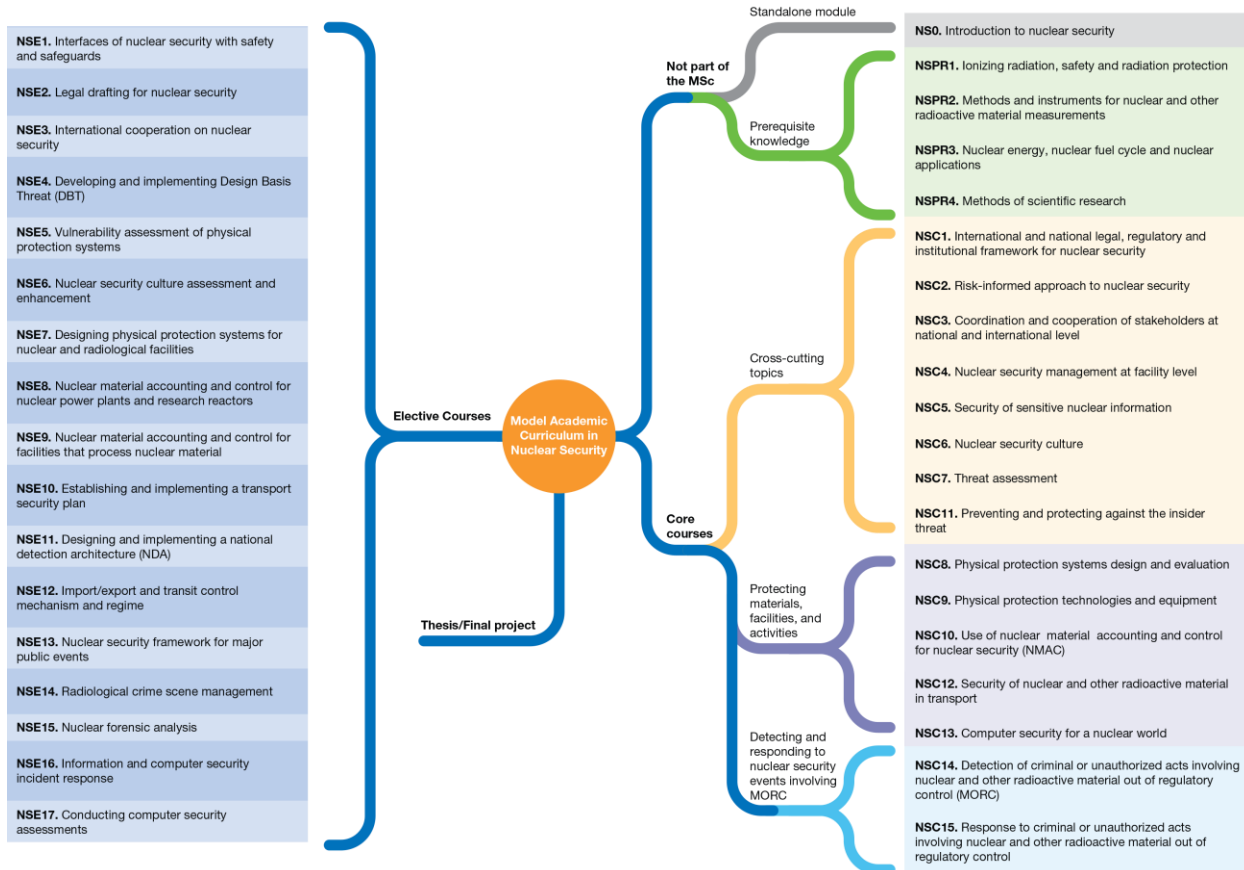 NSE1. Interfaces of nuclear security with safety
and safeguards
NSE2. Legal drafting for nuclear security
NSE3. International cooperation on nuclear
security
NSE4. Developing and implementing Design Basis
Threat (DBT)
NSE5. Vulnerability assessment of physical
protection systems
NSE6. Nuclear security culture assessment and
enhancement
NSE7. Designing physical protection systems for
nuclear and radiological facilities
NSE8. Nuclear material accounting and control for
nuclear power plants and research reactors
NSE9. Nuclear material accounting and control for
facilities that process nuclear material
NSE10. Establishing and implementing a transport
security plan
NSE11. Designing and implementing a national
detection architecture (NDA)
NSE12. Import/export and transit control
mechanism and regime
NSE13. Nuclear security framework for major
public events
NSE14. Radiological crime scene management
NSE15. Nuclear forensic analysis
NSE16. Information and computer security
incident response
NSE17. Conducting computer security
assessments
Elective Courses
Model Academic
Curriculum in
Nuclear Security
Thesis/Final project
Not part of
the MSc
Standalone module
Prerequisite
knowledge
Core
courses
Cross-cutting
topics
Protecting
materials,
facilities, and
activities
Detecting and
responding to
nuclear security
events involving
MORC
NS0. Introduction to nuclear security
NSPR1. Ionizing radiation, safety and radiation protection
NSPR2. Methods and instruments for nuclear and other
radioactive material measurements
NSPR3. Nuclear energy, nuclear fuel cycle and nuclear
applications
NSPR4. Methods of scientific research
NSC1. International and national legal, regulatory and
institutional framework for nuclear security
NSC2. Risk-informed approach to nuclear security
NSC3. Coordination and cooperation of stakeholders at
national and international level
NSC4. Nuclear security management at facility level
NSC5. Security of sensitive nuclear information
NSC6. Nuclear security culture
NSC7. Threat assessment
NSC11. Preventing and protecting against the insider
threat
NSC8. Physical protection systems design and evaluation
NSC9. Physical protection technologies and equipment
NSC10. Use of nuclear material accounting and control
for nuclear security (NMAC)
NSC12. Security of nuclear and other radioactive material
in transport
NSC13. Computer security for a nuclear world
NSC14. Detection of criminal or unauthorized acts involving
nuclear and other radioactive material out of regulatory
control (MORC)
NSC15. Response to criminal or unauthorized acts
involving nuclear and other radioactive material out of
regulatory control